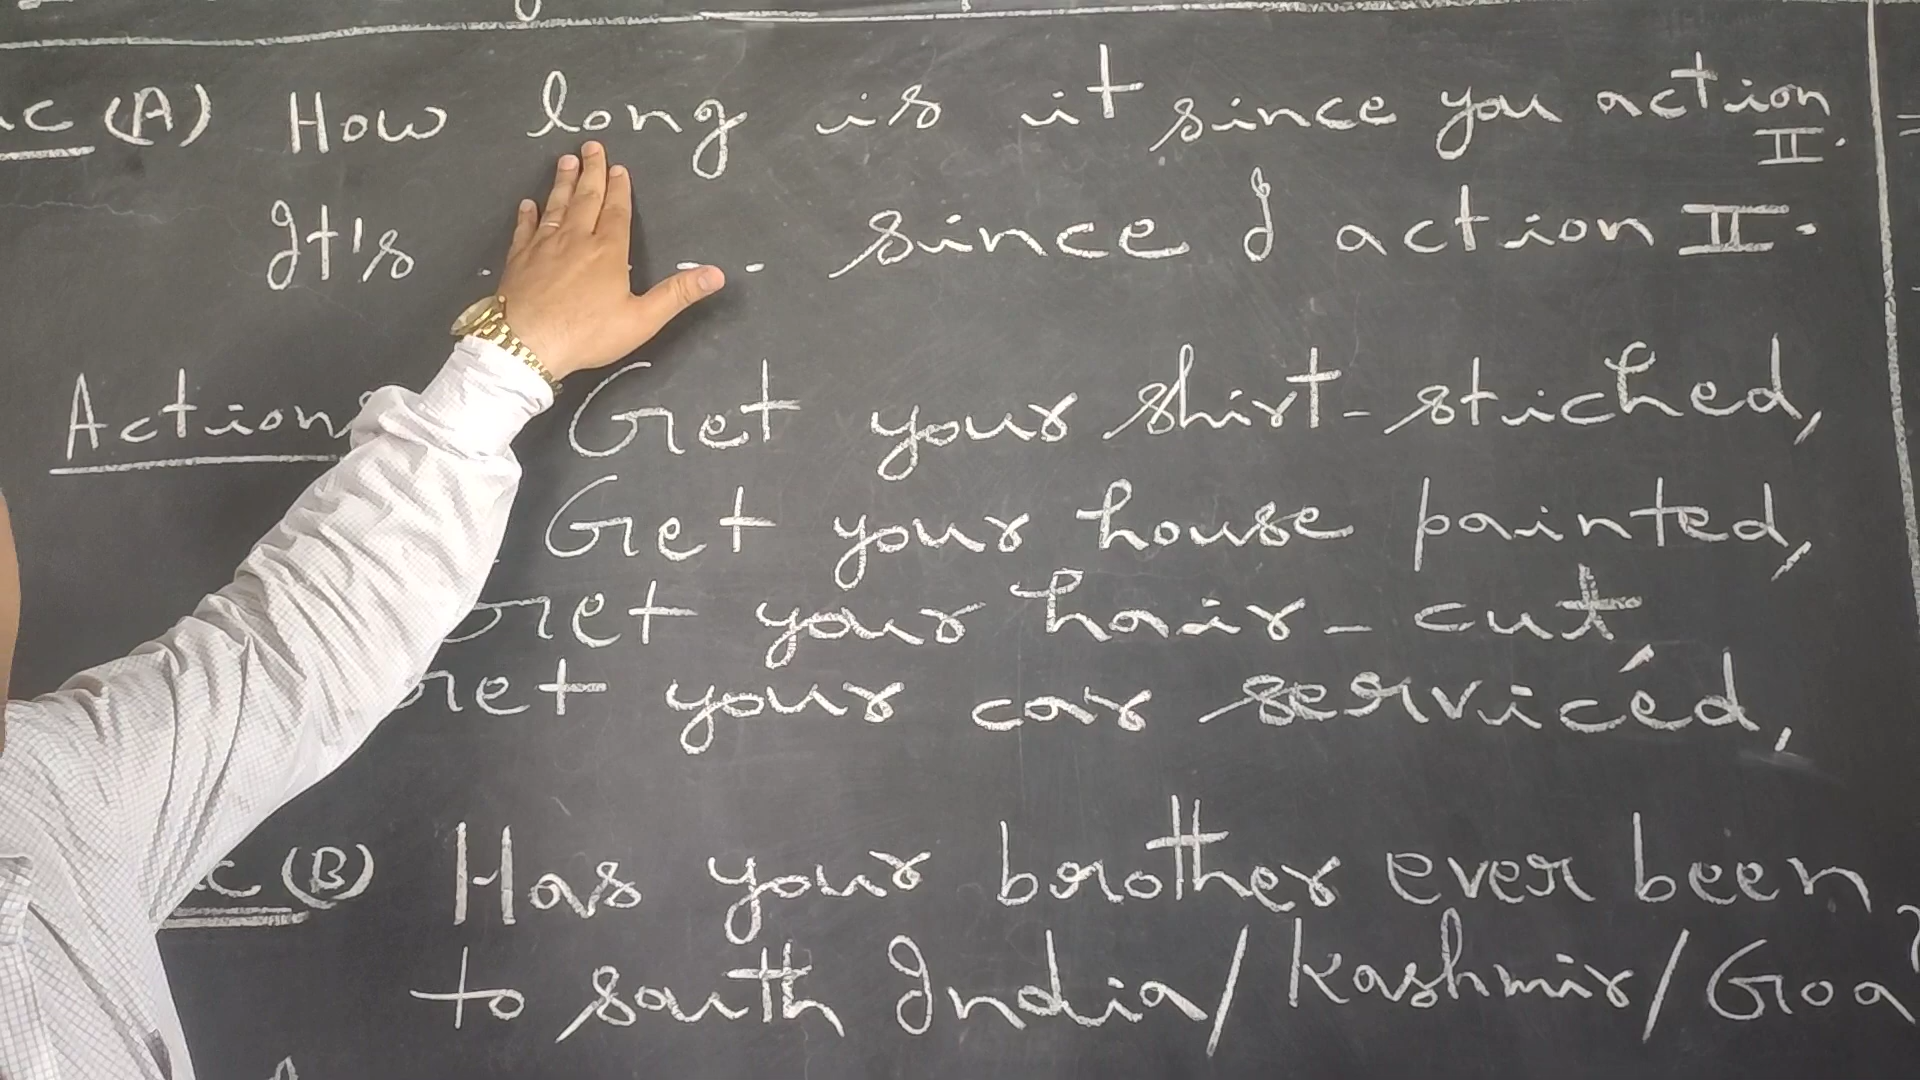 (A) How long is it since you action II.
It's . . - . since I action II.
Actions Get your shirt-stiched,
Get your house painted,
Get your hair-cut,
Get your car serviced,
(B) Has your brother ever been
to south India/Kashmir/Goa?